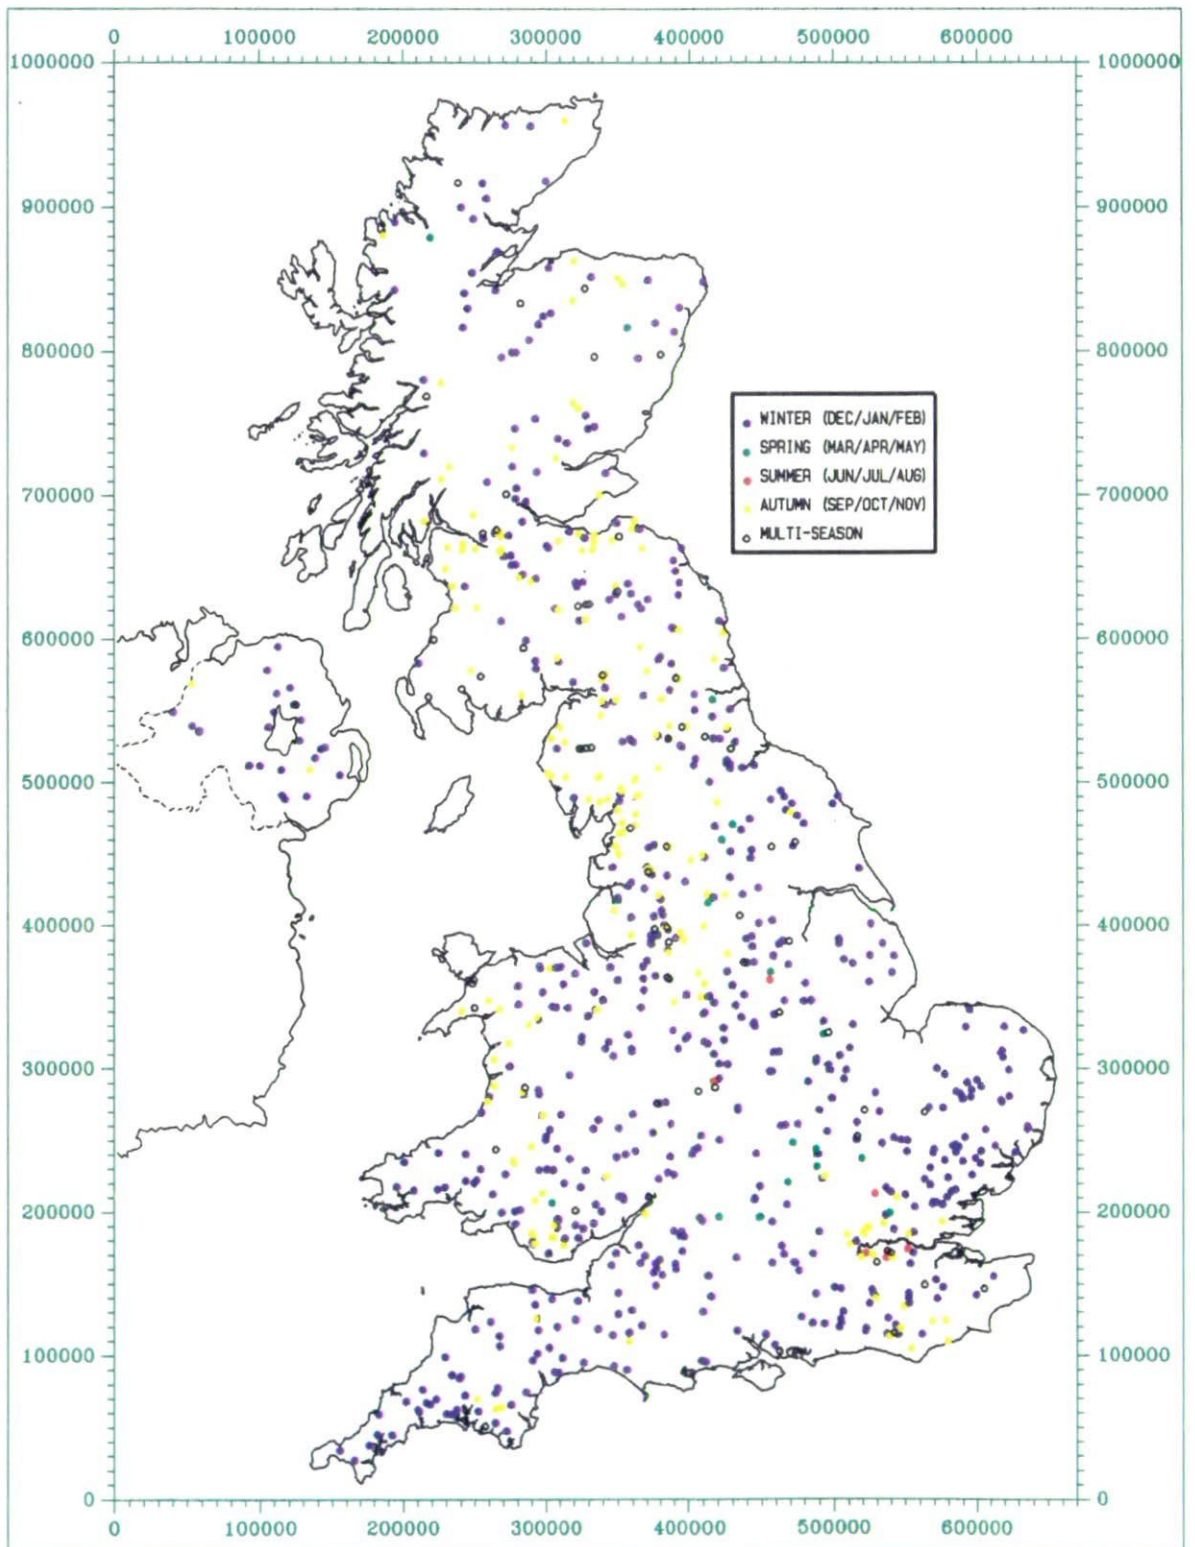 0 100000 200000 300000 400000 500000 600000
1000000 1000000
900000 900000
800000 800000
WINTER (DEC/JAN/FEB)
SPRING (MAR/APR/MAY)
SUMMER (JUN/JUL/AUG)
AUTUMN (SEP/OCT/NOV)
MULTI-SEASON
700000 700000
600000 600000
500000 500000
400000 400000
300000 300000
200000 200000
100000 100000
0 0
0 100000 200000 300000 400000 500000 600000